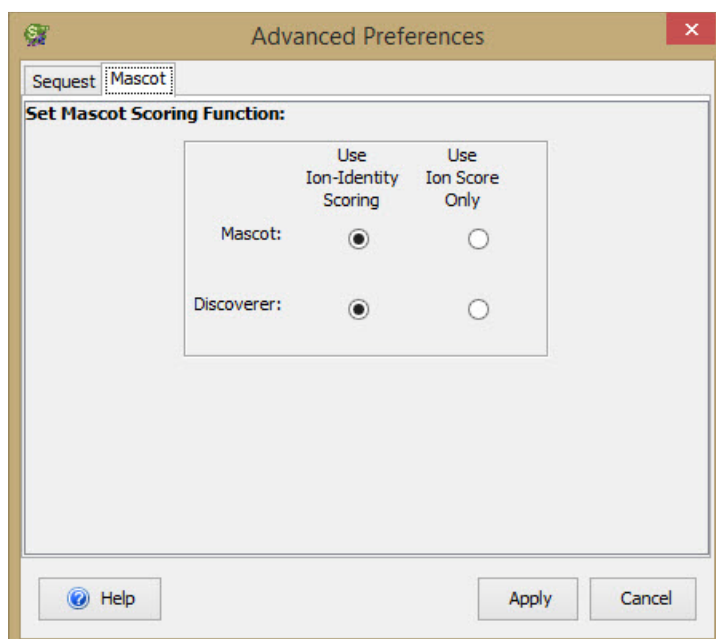 Advanced Preferences
Sequest Mascot
Set Mascot Scoring Function:
Use Use
Ion-Identity Ion Score
Scoring Only
Mascot:
Discoverer:
Help Apply Cancel